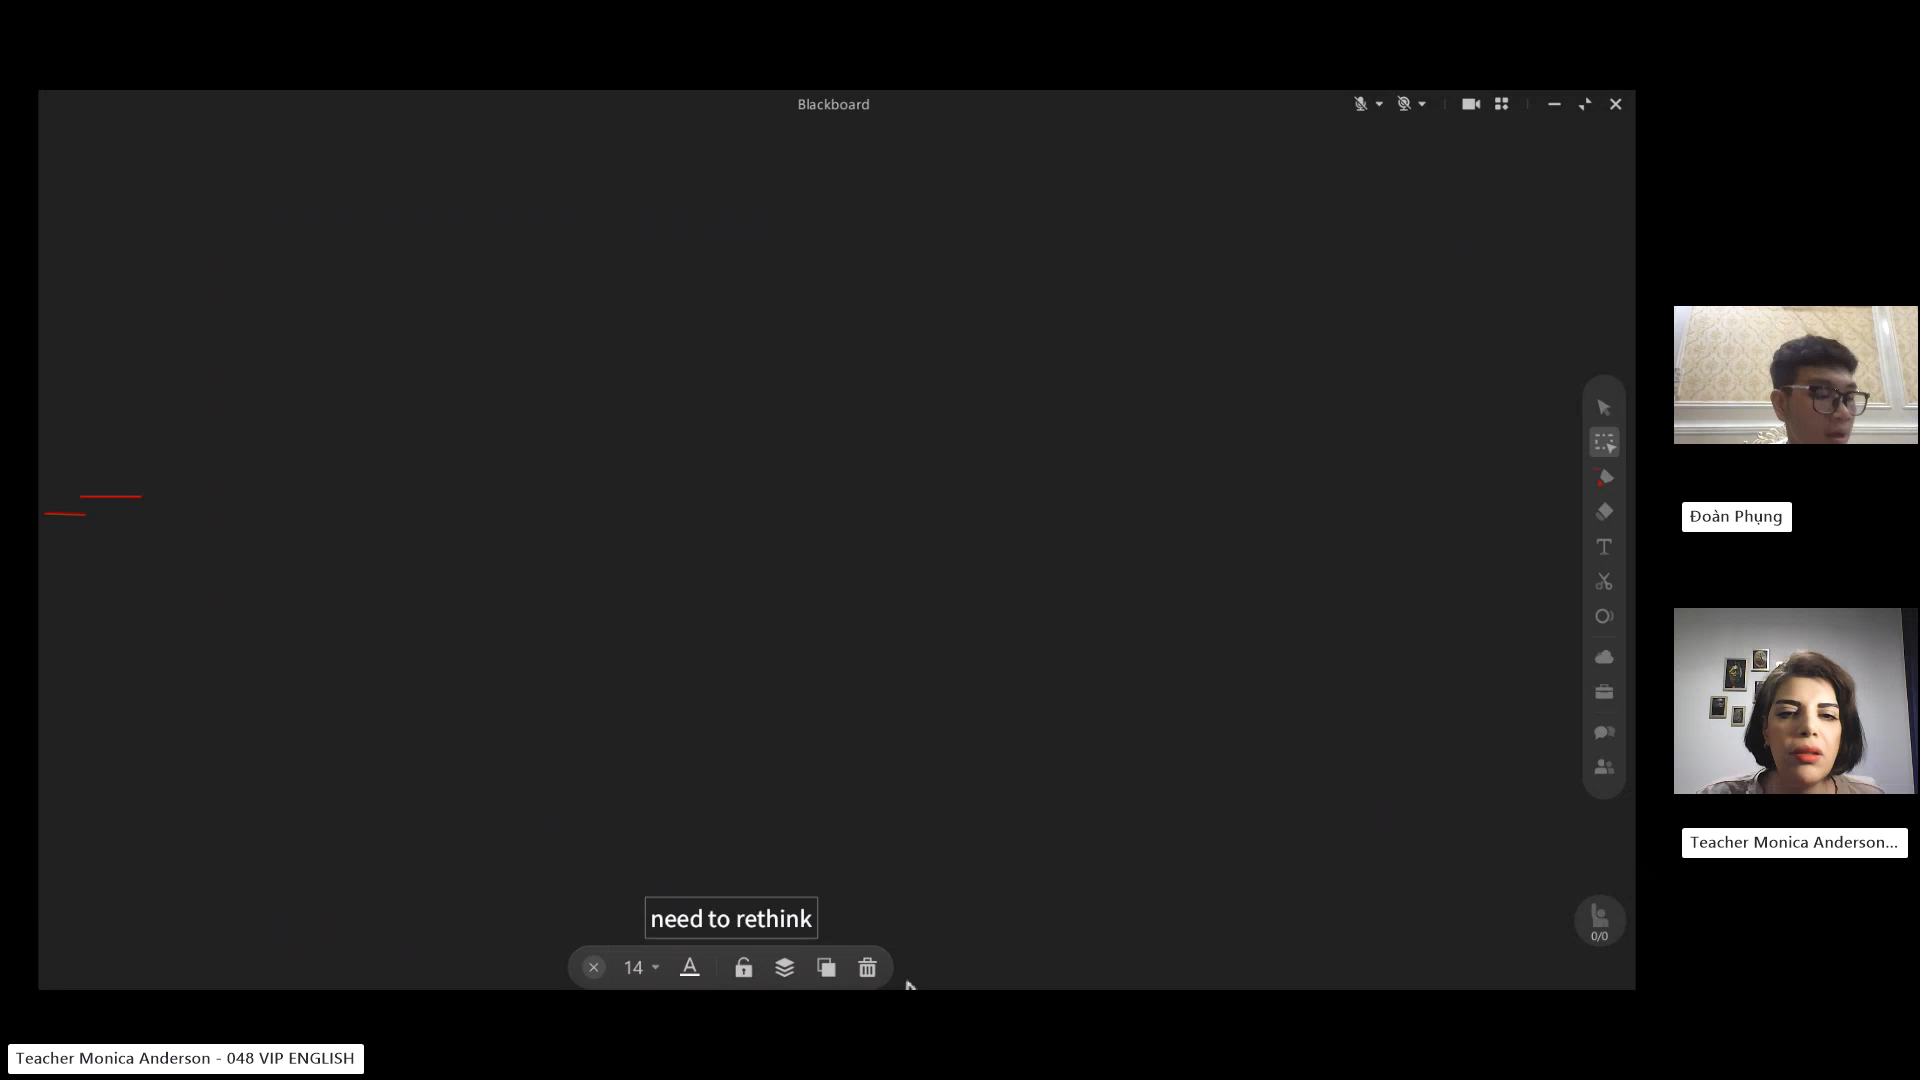 Blackboard
Đoàn Phụng
Teacher Monica Anderson...
need to rethink
14
0/0
Teacher Monica Anderson - 048 VIP ENGLISH